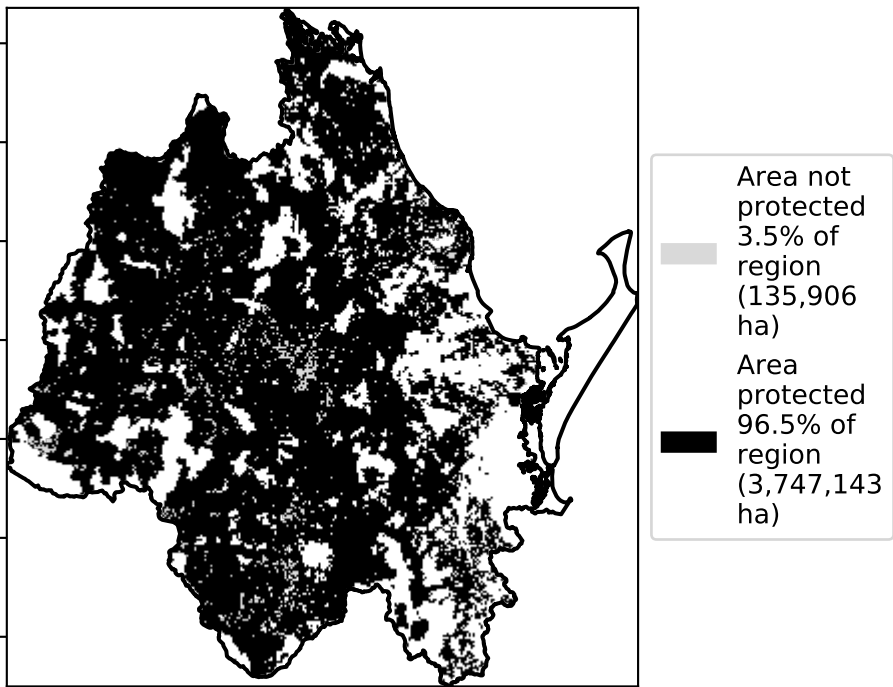 Area not
protected
3.5% of
region
(135,906
ha)
Area
protected
96.5% of
region
(3,747,143
ha)